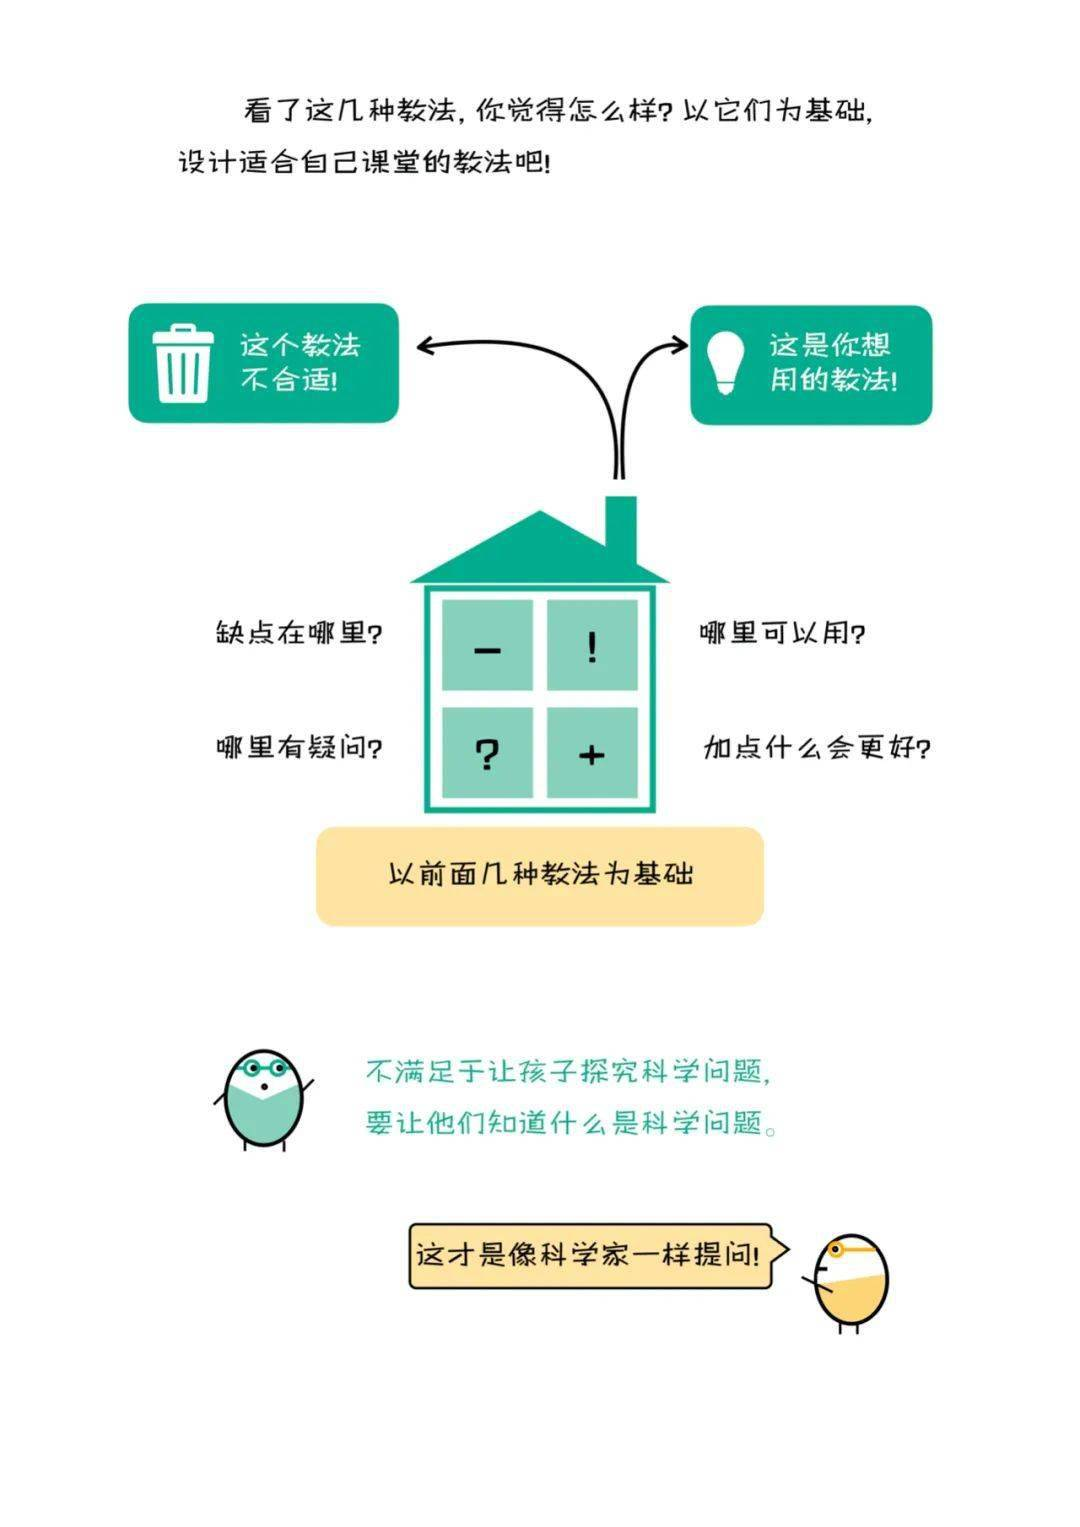 看了这几种教法, 你觉得怎么样? 以它们为基础,
设计适合自己课堂的教法吧!
这个教法
不合适!
这是你想
用的教法!
缺点在哪里?
−
!
哪里可以用?
哪里有疑问?
?
+
加点什么会更好?
以前面几种教法为基础
不满足于让孩子探究科学问题,
要让他们知道什么是科学问题。
这才是像科学家一样提问!